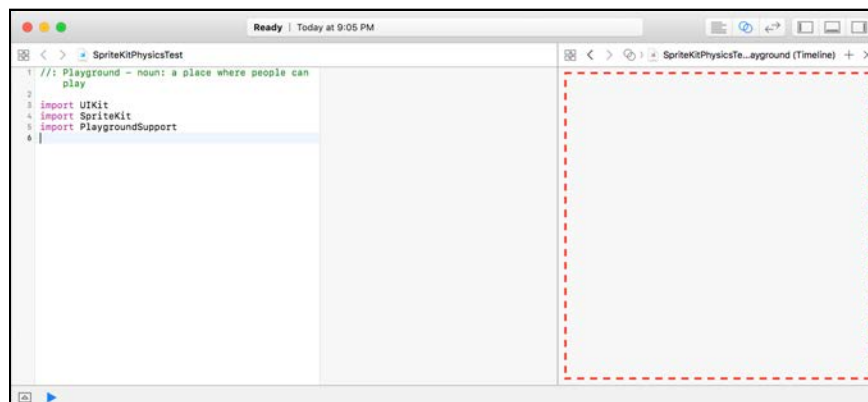 Ready | Today at 9:05 PM
SpriteKitPhysicsTest
SpriteKitPhysicsTe...ayground (Timeline)
1 //: Playground – noun: a place where people can
play
2
3 import UIKit
4 import SpriteKit
5 import PlaygroundSupport
6